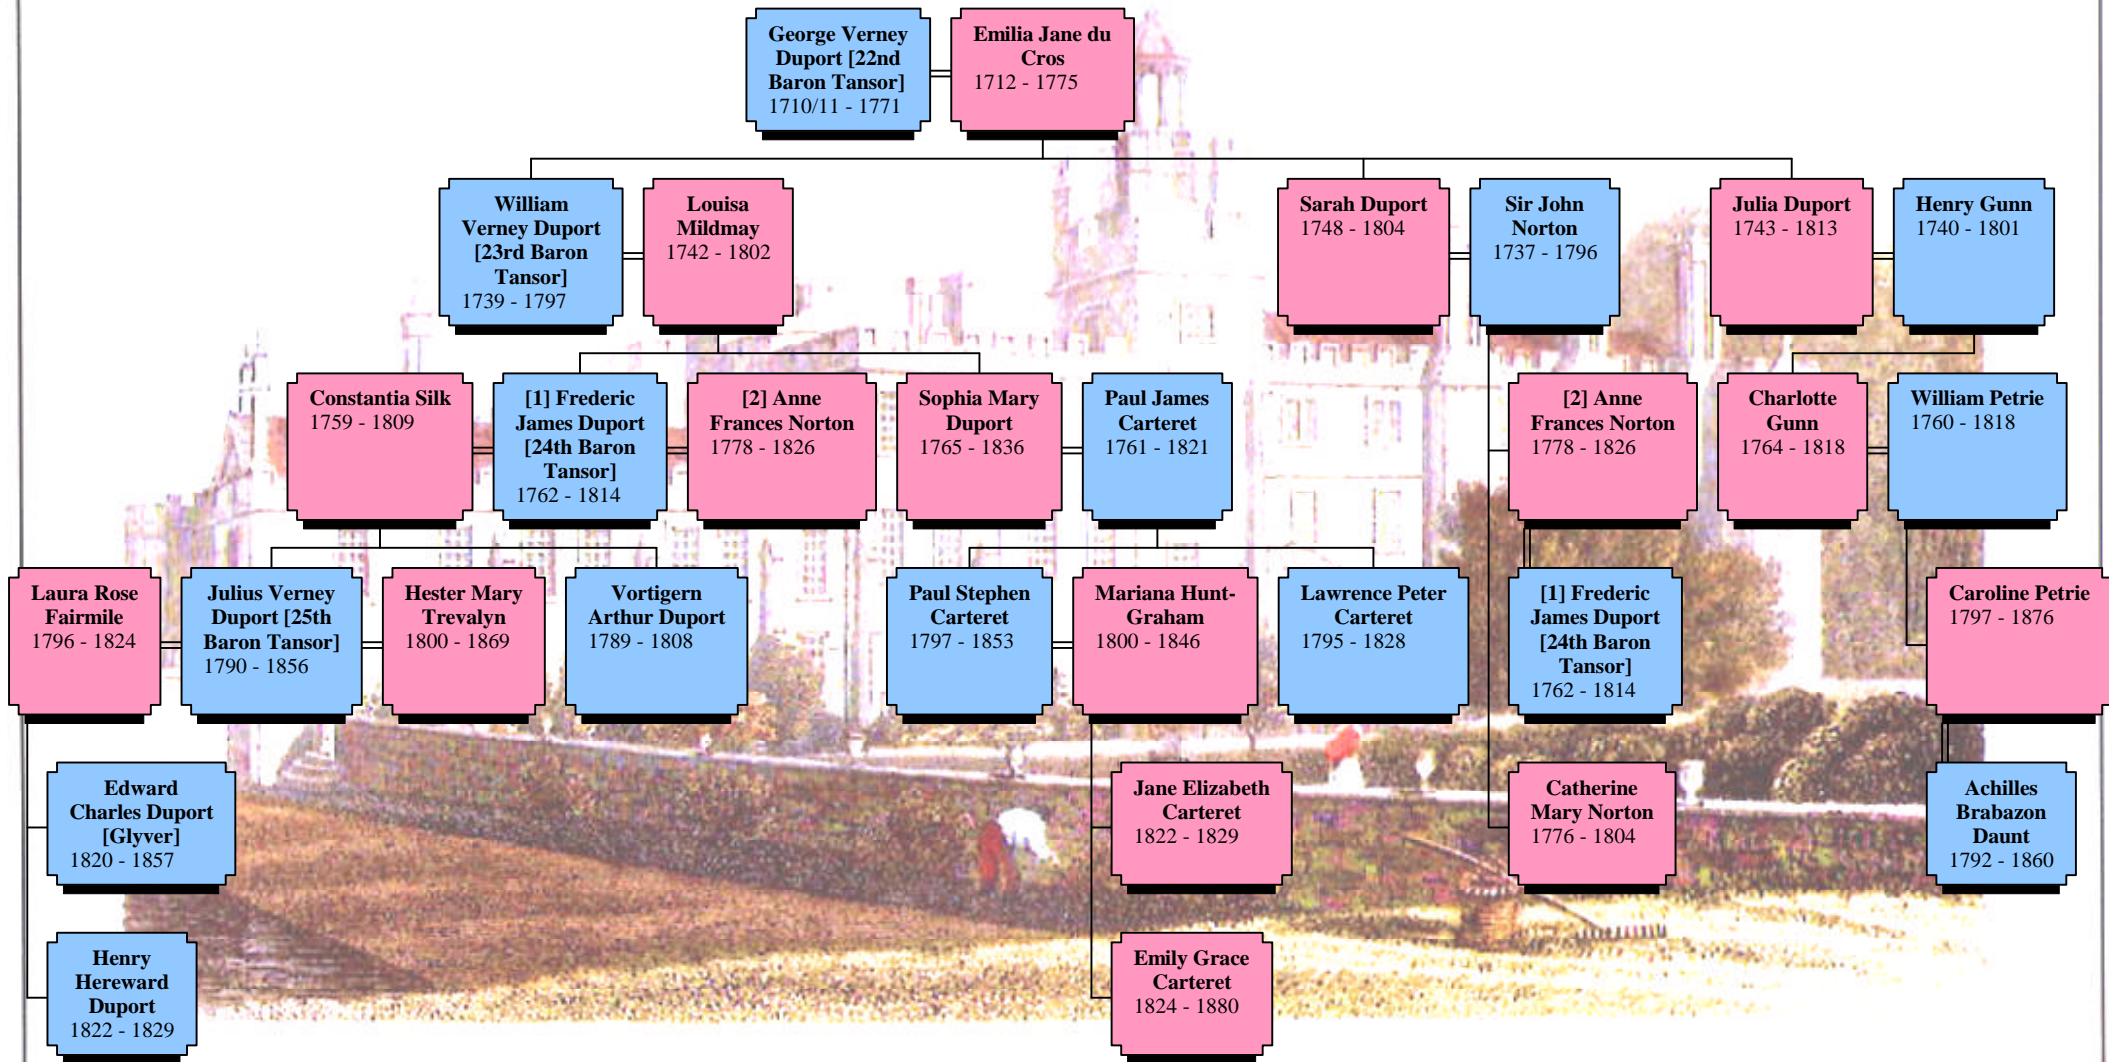 George Verney
Duport [22nd
Baron Tansor]
1710/11 - 1771
Emilia Jane du
Cros
1712 - 1775
William
Verney Duport
[23rd Baron
Tansor]
1739 - 1797
Louisa
Mildmay
1742 - 1802
Sarah Duport
1748 - 1804
Sir John
Norton
1737 - 1796
Julia Duport
1743 - 1813
Henry Gunn
1740 - 1801
Constantia Silk
1759 - 1809
[1] Frederic
James Duport
[24th Baron
Tansor]
1762 - 1814
[2] Anne
Frances Norton
1778 - 1826
Sophia Mary
Duport
1765 - 1836
Paul James
Carteret
1761 - 1821
[2] Anne
Frances Norton
1778 - 1826
Charlotte
Gunn
1764 - 1818
William Petrie
1760 - 1818
Laura Rose
Fairmile
1796 - 1824
Julius Verney
Duport [25th
Baron Tansor]
1790 - 1856
Hester Mary
Trevalyn
1800 - 1869
Vortigern
Arthur Duport
1789 - 1808
Paul Stephen
Carteret
1797 - 1853
Mariana Hunt-
Graham
1800 - 1846
Lawrence Peter
Carteret
1795 - 1828
[1] Frederic
James Duport
[24th Baron
Tansor]
1762 - 1814
Caroline Petrie
1797 - 1876
Edward
Charles Duport
[Glyver]
1820 - 1857
Jane Elizabeth
Carteret
1822 - 1829
Catherine
Mary Norton
1776 - 1804
Achilles
Brabazon
Daunt
1792 - 1860
Henry
Hereward
Duport
1822 - 1829
Emily Grace
Carteret
1824 - 1880